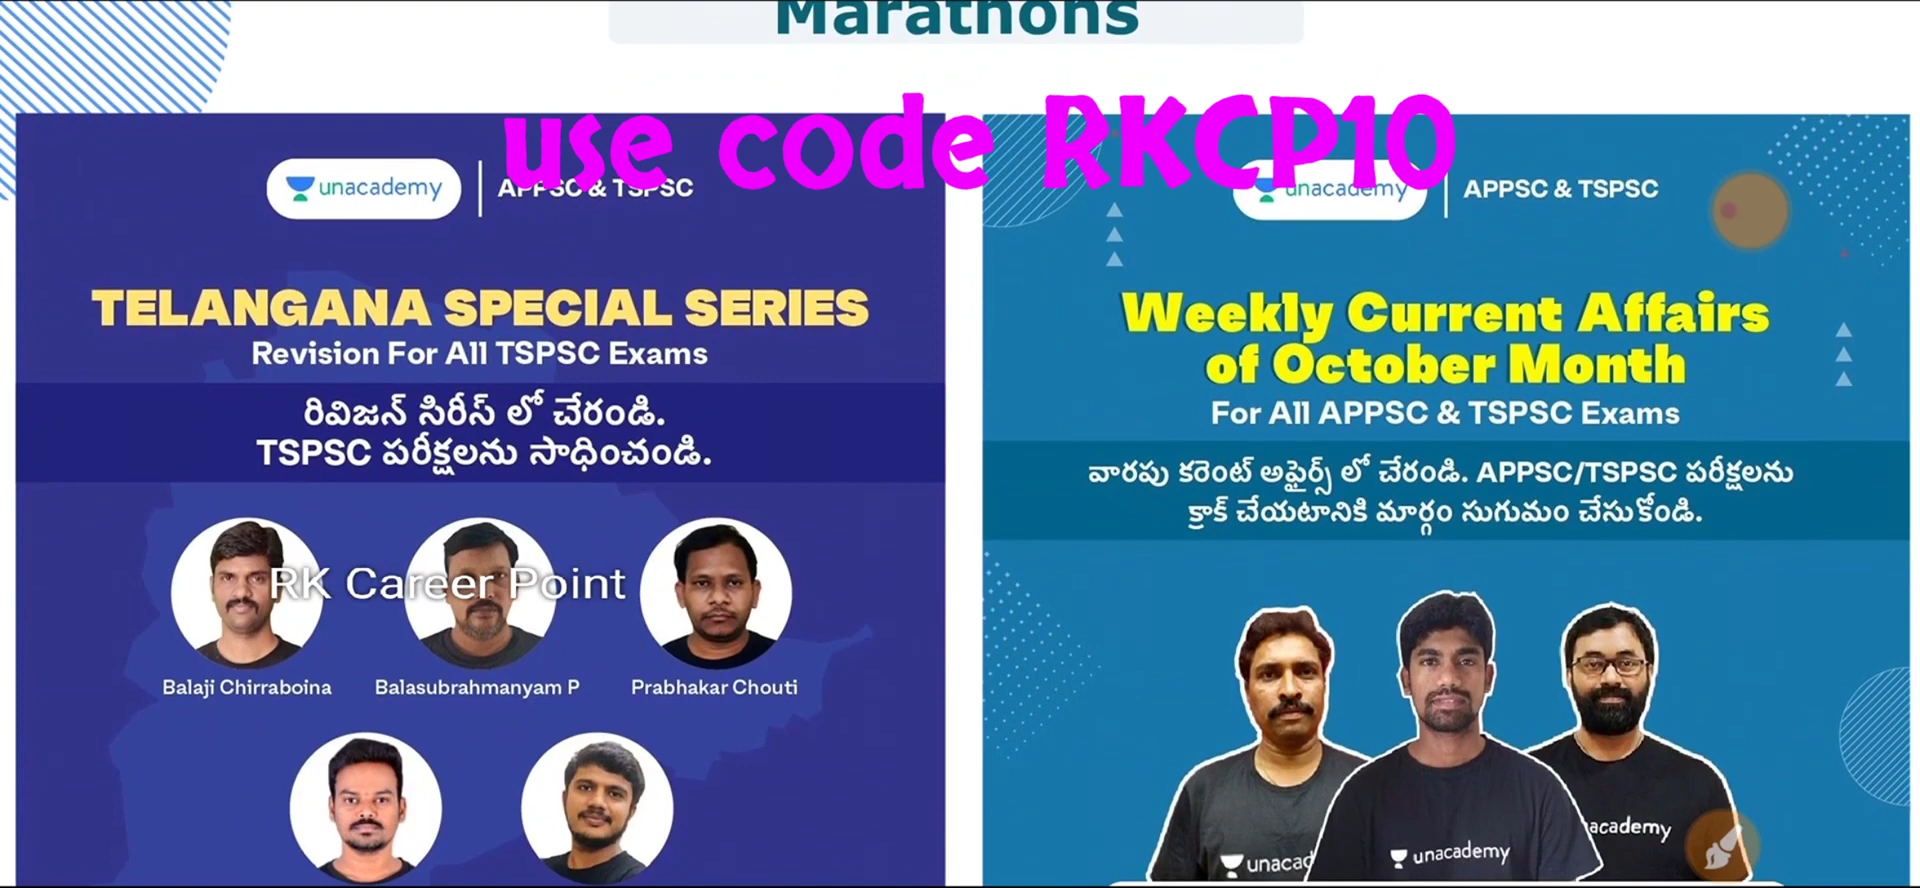 Marathons
use code RKCP10
unacademy
APPSC & TSPSC
TELANGANA SPECIAL SERIES
Revision For All TSPSC Exams
రివిజన్ సిరీస్ లో చేరండి.
TSPSC పరీక్షలను సాధించండి.
RK Career Point
Balaji Chirraboina
Balasubrahmanyam P
Prabhakar Chouti
unacademy
APPSC & TSPSC
Weekly Current Affairs
of October Month
For All APPSC & TSPSC Exams
వారపు కరెంట్ అఫైర్స్ లో చేరండి. APPSC/TSPSC పరీక్షలను
క్రాక్ చేయటానికి మార్గం సుగుమం చేసుకోండి.
unacad
unacademy
academy